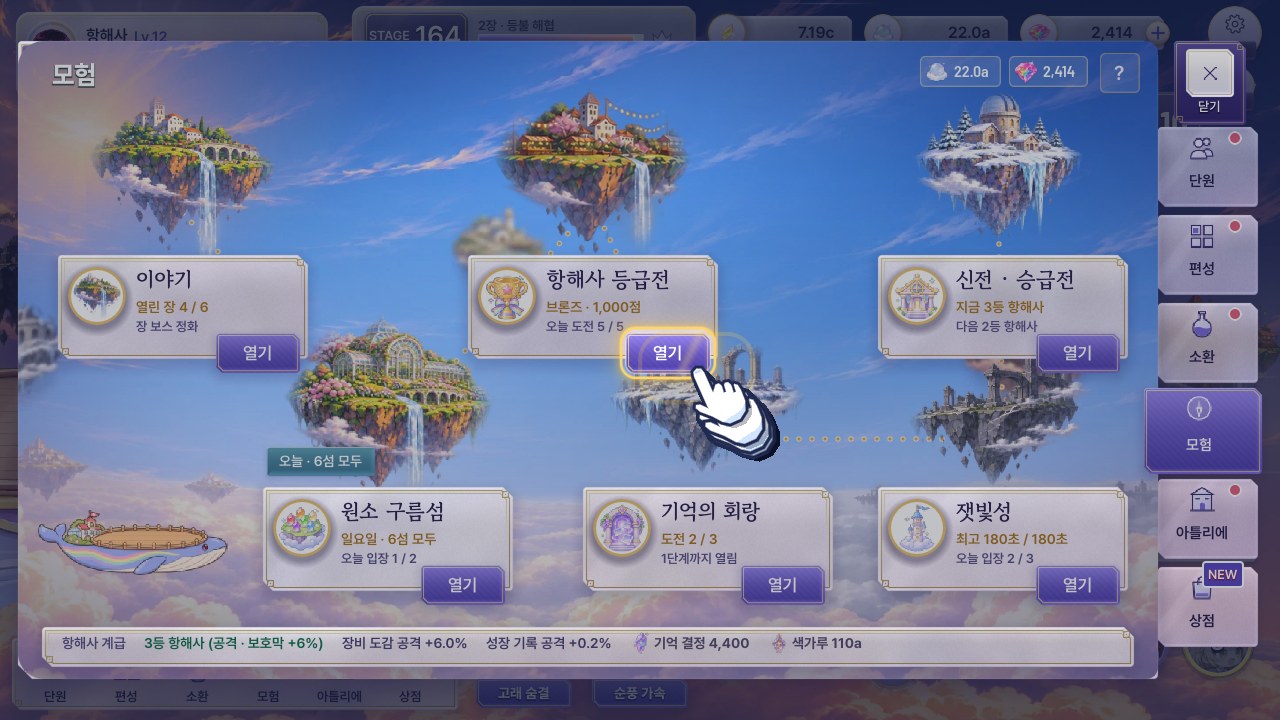 항해사 Lv.12
STAGE 164
2장 · 등불 해협
7.19c
22.0a
2,414
모험
22.0a
2,414
?
닫기
단원
편성
소환
모험
아틀리에
NEW
상점
이야기
열린 장 4 / 6
장 보스 정화
열기
항해사 등급전
브론즈 · 1,000점
오늘 도전 5 / 5
열기
신전 · 승급전
지금 3등 항해사
다음 2등 항해사
열기
오늘 · 6섬 모두
원소 구름섬
일요일 · 6섬 모두
오늘 입장 1 / 2
열기
기억의 회랑
도전 2 / 3
1단계까지 열림
열기
잿빛성
최고 180초 / 180초
오늘 입장 2 / 3
열기
항해사 계급 3등 항해사 (공격 · 보호막 +6%) 장비 도감 공격 +6.0% 성장 기록 공격 +0.2% 기억 결정 4,400 색가루 110a
단원 편성 소환 모험 아틀리에 상점
고래 숨결
순풍 가속